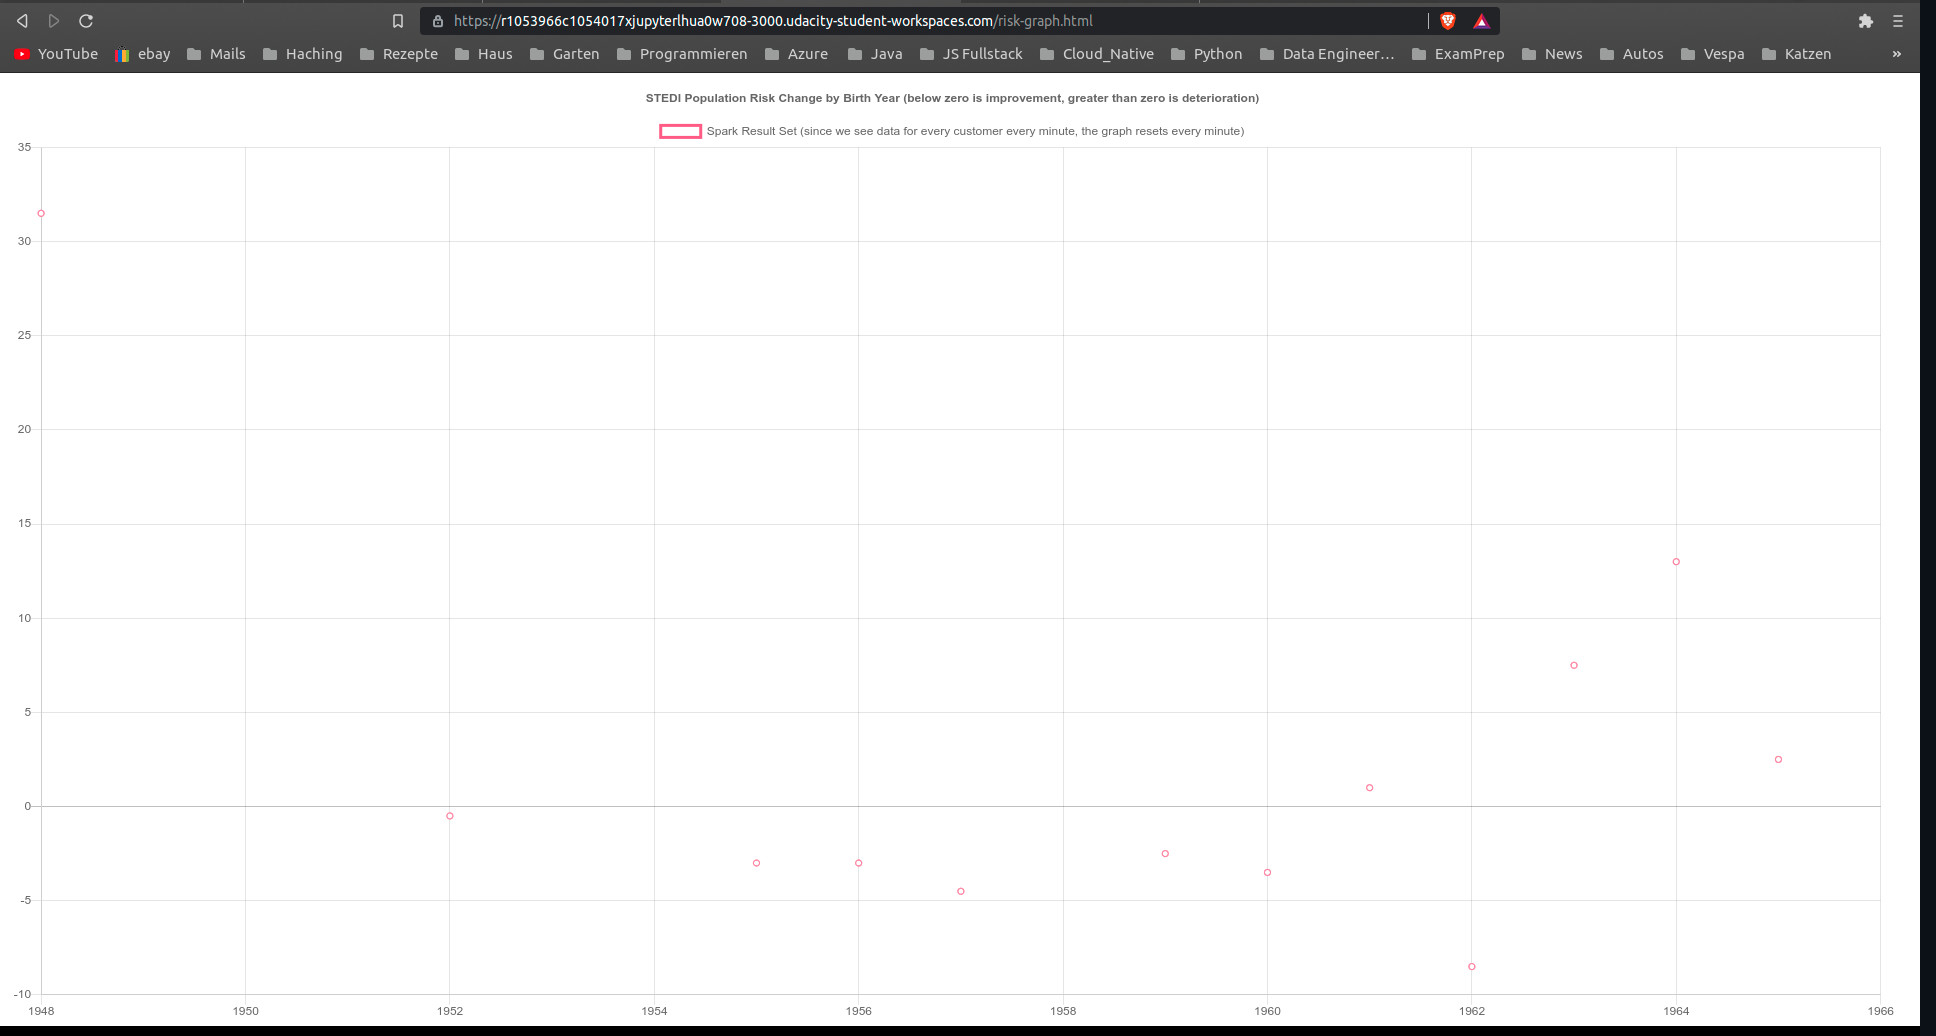 https://r1053966c1054017xjupyterlhua0w708-3000.udacity-student-workspaces.com/risk-graph.html
YouTube ebay Mails Haching Rezepte Haus Garten Programmieren Azure Java JS Fullstack Cloud_Native Python Data Engineer… ExamPrep News Autos Vespa Katzen »
STEDI Population Risk Change by Birth Year (below zero is improvement, greater than zero is deterioration)
Spark Result Set (since we see data for every customer every minute, the graph resets every minute)
35
30
25
20
15
10
5
0
-5
-10
1948 1950 1952 1954 1956 1958 1960 1962 1964 1966